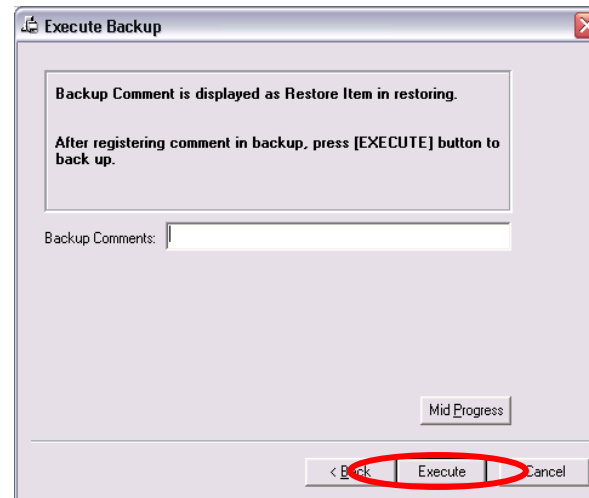 Execute Backup
Backup Comment is displayed as Restore Item in restoring.
After registering comment in backup, press [EXECUTE] button to
back up.
Backup Comments:
Mid Progress
< Back
Execute
Cancel